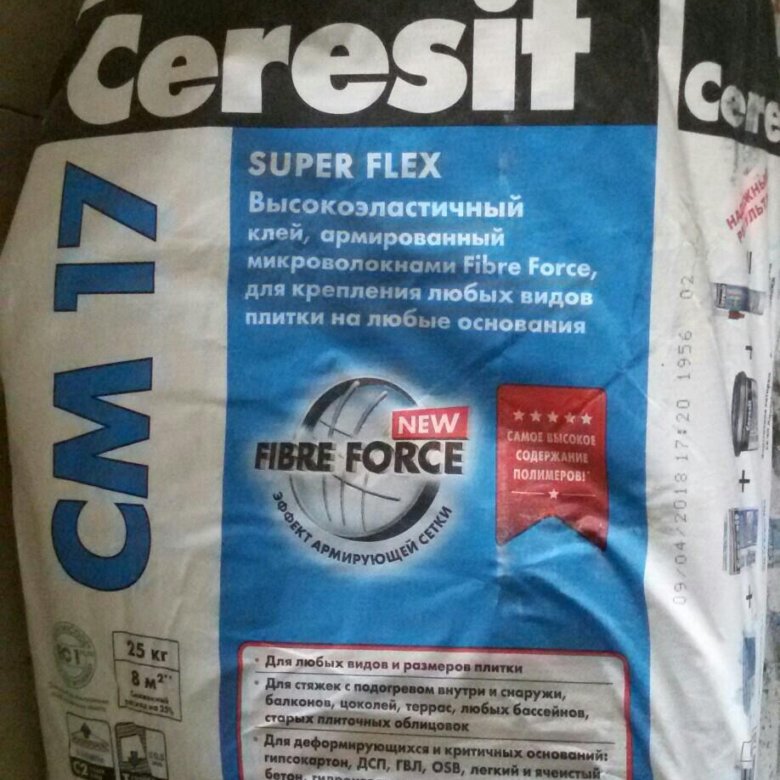 Ceresit
Cere
CM 17
SUPER FLEX
Высокоэластичный
клей, армированный
микроволокнами Fibre Force,
для крепления любых видов
плитки на любые основания
NEW
FIBRE FORCE
ЭФФЕКТ АРМИРУЮЩЕЙ СЕТКИ
САМОЕ ВЫСОКОЕ
СОДЕРЖАНИЕ
ПОЛИМЕРОВ!*
09/04/2018 17:20 1956 02
25 кг
8 м²**
• Для любых видов и размеров плитки
• Для стяжек с подогревом внутри и снаружи,
балконов, цоколей, террас, любых бассейнов,
старых плиточных облицовок
• Для деформирующихся и критичных оснований:
гипсокартон, ДСП, ГВЛ, OSB, легкий и ячеистый
бетон,
C2